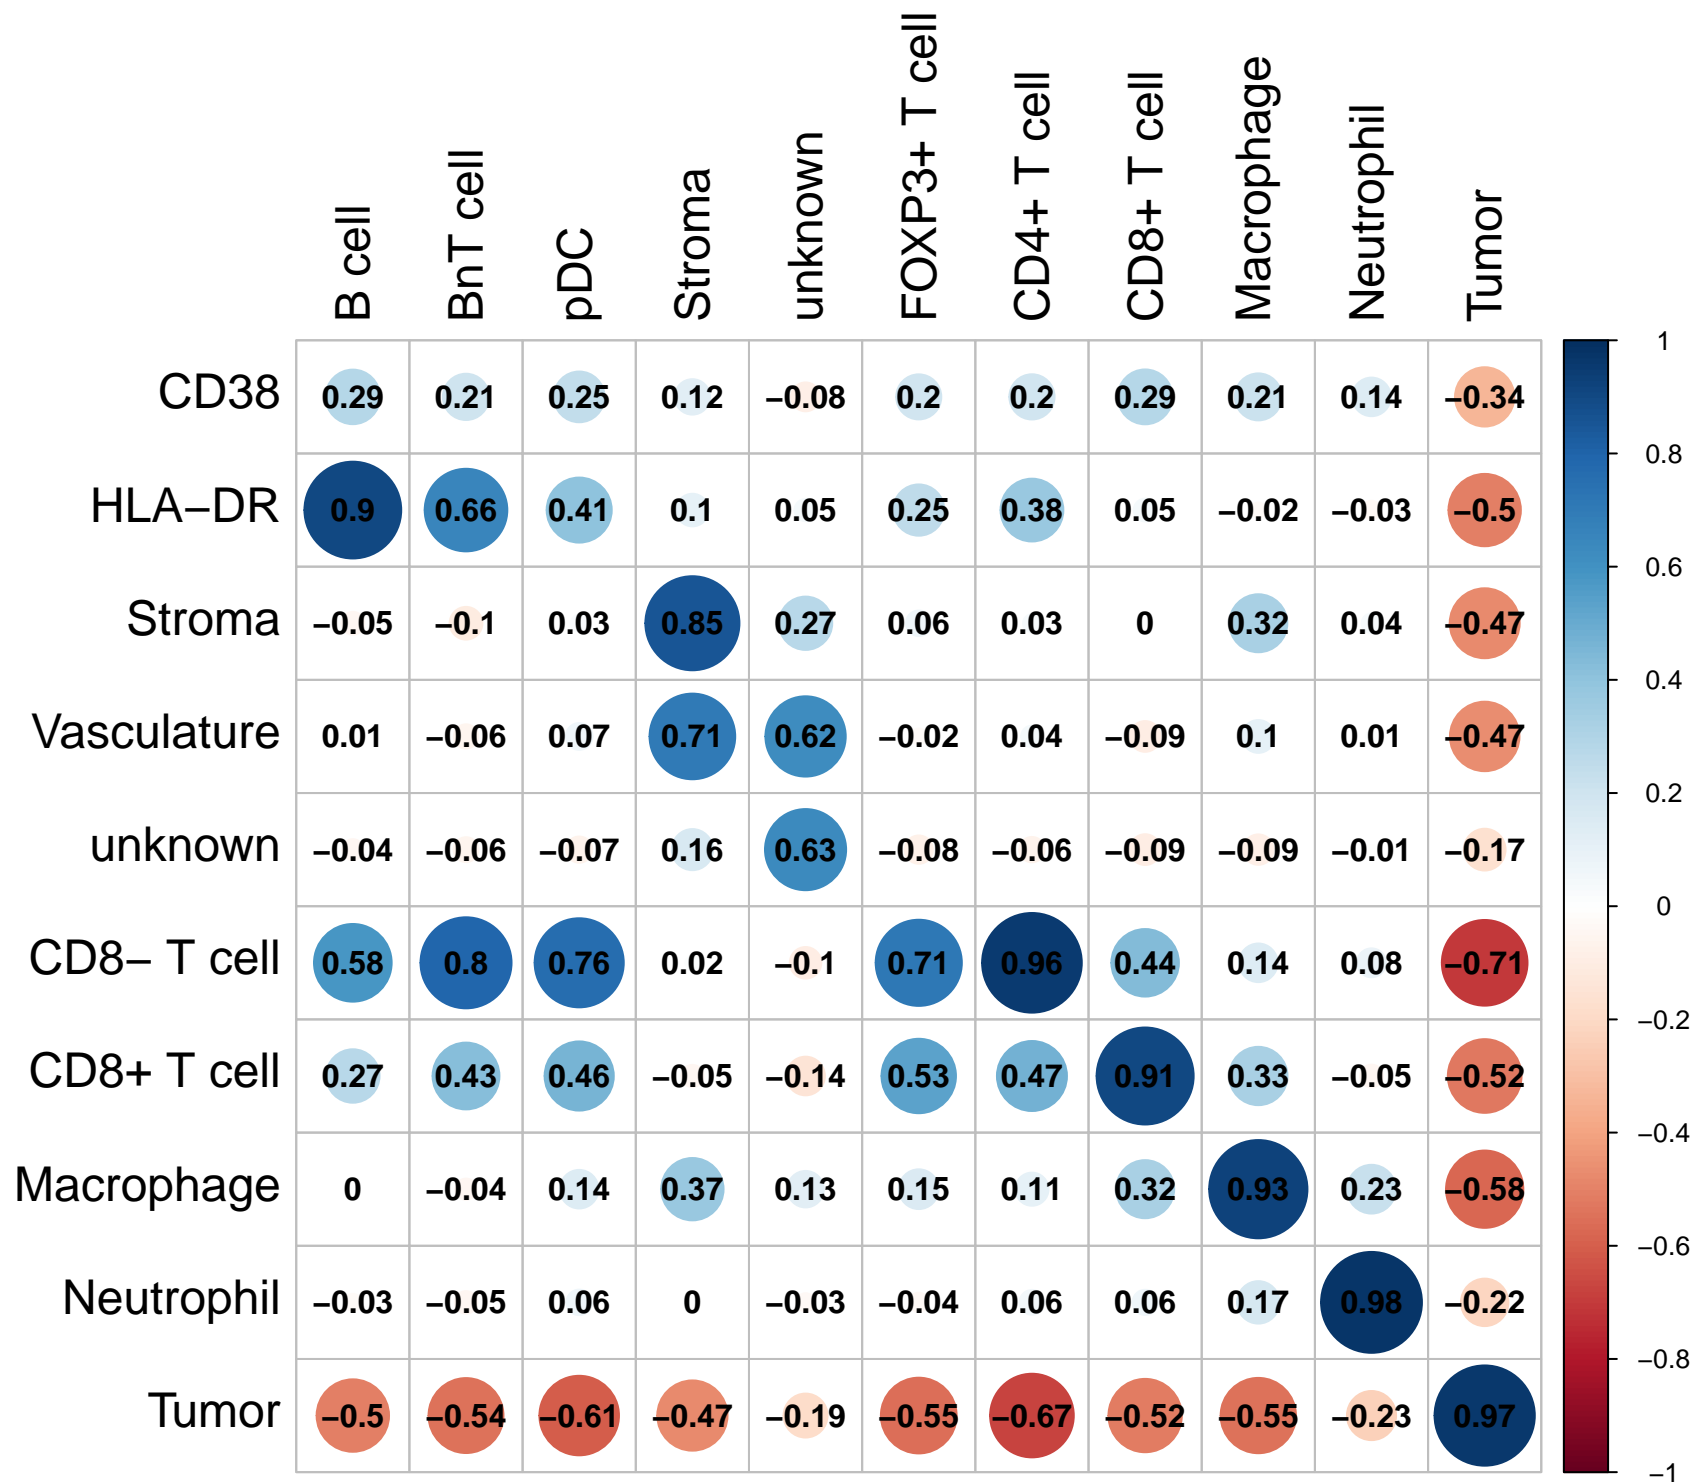 B cell BnT cell pDC Stroma unknown FOXP3+ T cell CD4+ T cell CD8+ T cell Macrophage Neutrophil Tumor
CD38 0.29 0.21 0.25 0.12 −0.08 0.2 0.2 0.29 0.21 0.14 −0.34
HLA−DR 0.9 0.66 0.41 0.1 0.05 0.25 0.38 0.05 −0.02 −0.03 −0.5
Stroma −0.05 −0.1 0.03 0.85 0.27 0.06 0.03 0 0.32 0.04 −0.47
Vasculature 0.01 −0.06 0.07 0.71 0.62 −0.02 0.04 −0.09 0.1 0.01 −0.47
unknown −0.04 −0.06 −0.07 0.16 0.63 −0.08 −0.06 −0.09 −0.09 −0.01 −0.17
CD8− T cell 0.58 0.8 0.76 0.02 −0.1 0.71 0.96 0.44 0.14 0.08 −0.71
CD8+ T cell 0.27 0.43 0.46 −0.05 −0.14 0.53 0.47 0.91 0.33 −0.05 −0.52
Macrophage 0 −0.04 0.14 0.37 0.13 0.15 0.11 0.32 0.93 0.23 −0.58
Neutrophil −0.03 −0.05 0.06 0 −0.03 −0.04 0.06 0.06 0.17 0.98 −0.22
Tumor −0.5 −0.54 −0.61 −0.47 −0.19 −0.55 −0.67 −0.52 −0.55 −0.23 0.97
1
0.8
0.6
0.4
0.2
0
−0.2
−0.4
−0.6
−0.8
−1